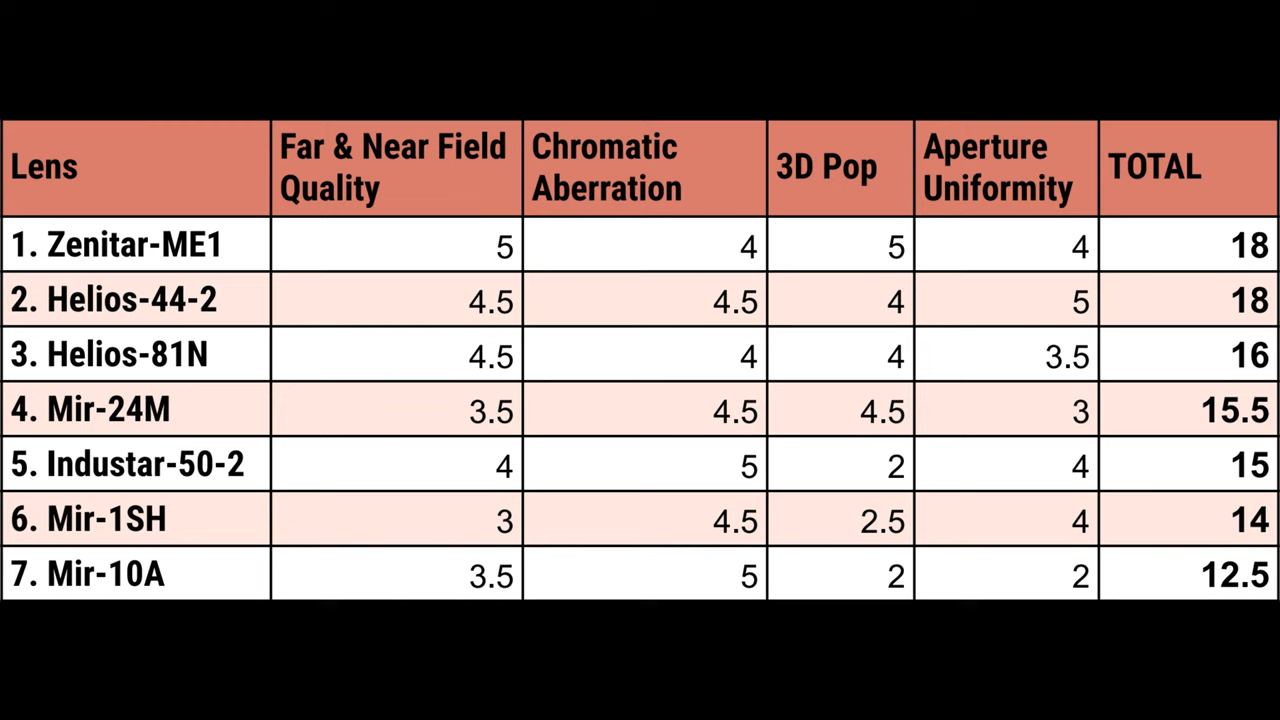 Lens Far & Near Field Quality Chromatic Aberration 3D Pop Aperture Uniformity TOTAL
1. Zenitar-ME1 5 4 5 4 18
2. Helios-44-2 4.5 4.5 4 5 18
3. Helios-81N 4.5 4 4 3.5 16
4. Mir-24M 3.5 4.5 4.5 3 15.5
5. Industar-50-2 4 5 2 4 15
6. Mir-1SH 3 4.5 2.5 4 14
7. Mir-10A 3.5 5 2 2 12.5